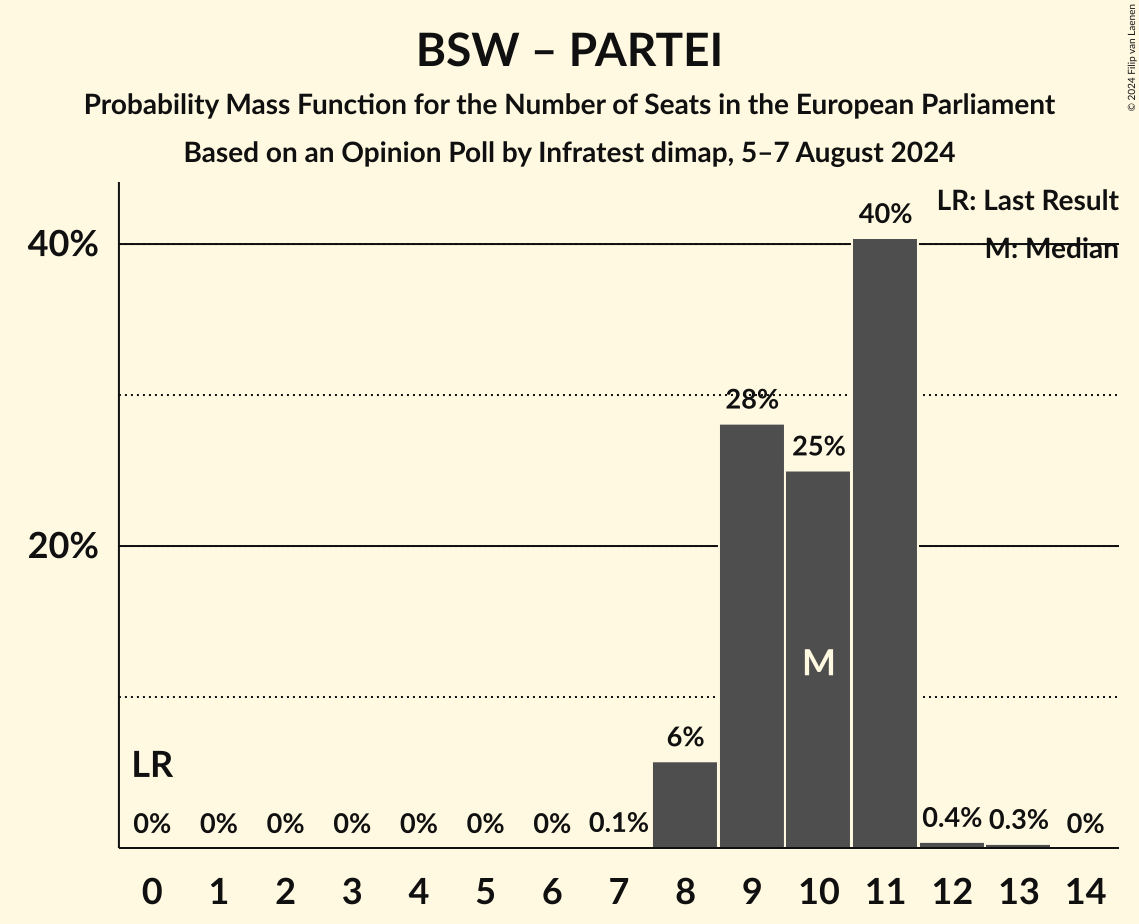 BSW – PARTEI
Probability Mass Function for the Number of Seats in the European Parliament
Based on an Opinion Poll by Infratest dimap, 5–7 August 2024
© 2024 Filip van Laenen
LR: Last Result
M: Median
40%
20%
40%
28%
25%
6%
0.4%
0.3%
0%
0%
0%
0%
0%
0%
0%
0%
0.1%
LR
M
0 1 2 3 4 5 6 7 8 9 10 11 12 13 14